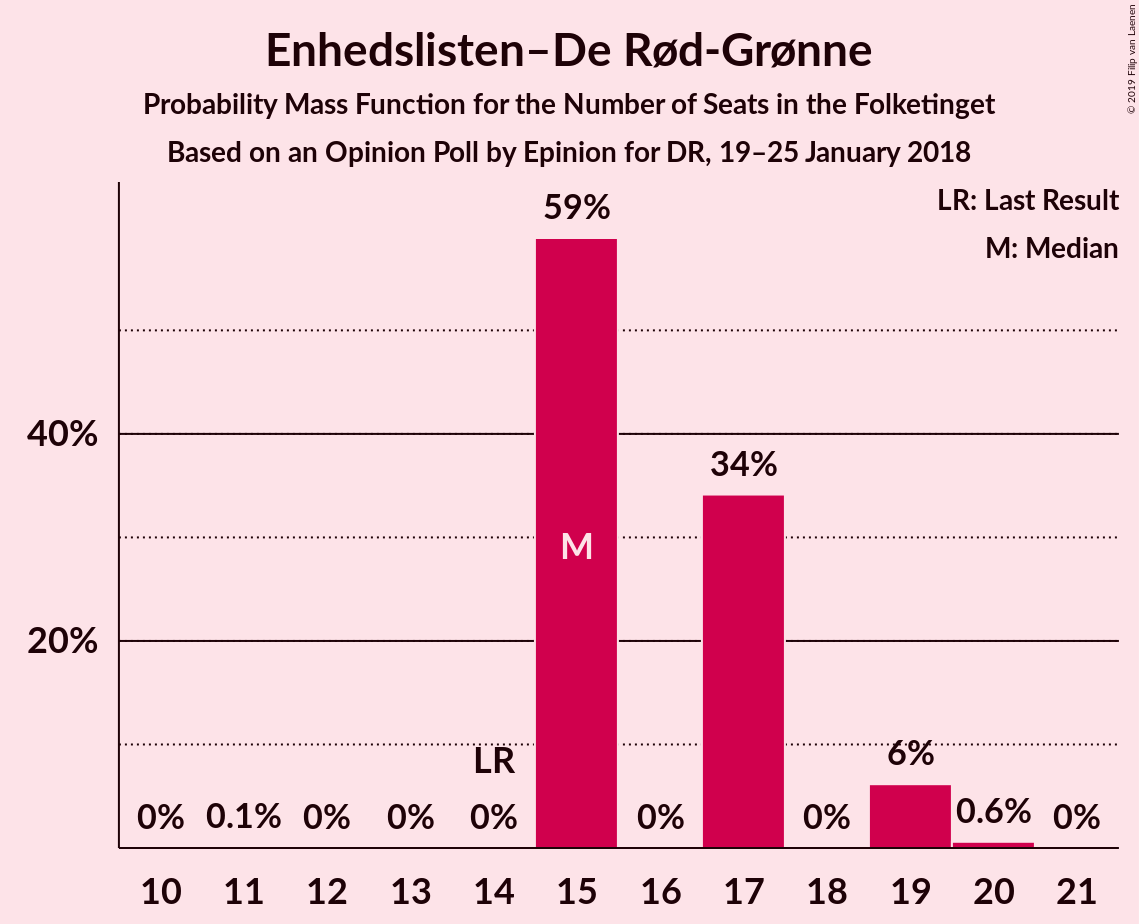 Enhedslisten–De Rød-Grønne
Probability Mass Function for the Number of Seats in the Folketinget
Based on an Opinion Poll by Epinion for DR, 19–25 January 2018
© 2019 Filip van Laenen
LR: Last Result
M: Median
59%
40%
34%
M
20%
LR
6%
0% 0.1% 0% 0% 0% 0% 0% 0.6% 0%
10 11 12 13 14 15 16 17 18 19 20 21